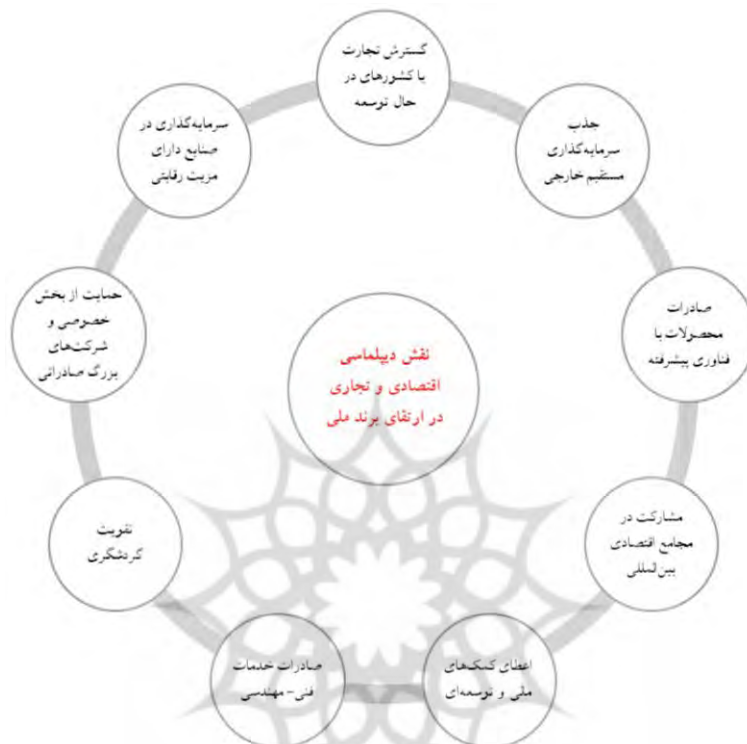 گسترش تجارت
با کشورهای در
حال توسعه
جذب
سرمایه‌گذاری
مستقیم خارجی
صادرات
محصولات با
فناوری پیشرفته
مشارکت در
مجامع اقتصادی
بین‌المللی
اعطای کمک‌های
ملی و توسعه‌ای
صادرات خدمات
فنی-مهندسی
تقویت
گردشگری
حمایت از بخش
خصوصی و
شرکت‌های
بزرگ صادراتی
سرمایه‌گذاری در
صنایع دارای
مزیت رقابتی
نقش دیپلماسی
اقتصادی و تجاری
در ارتقای برند ملی